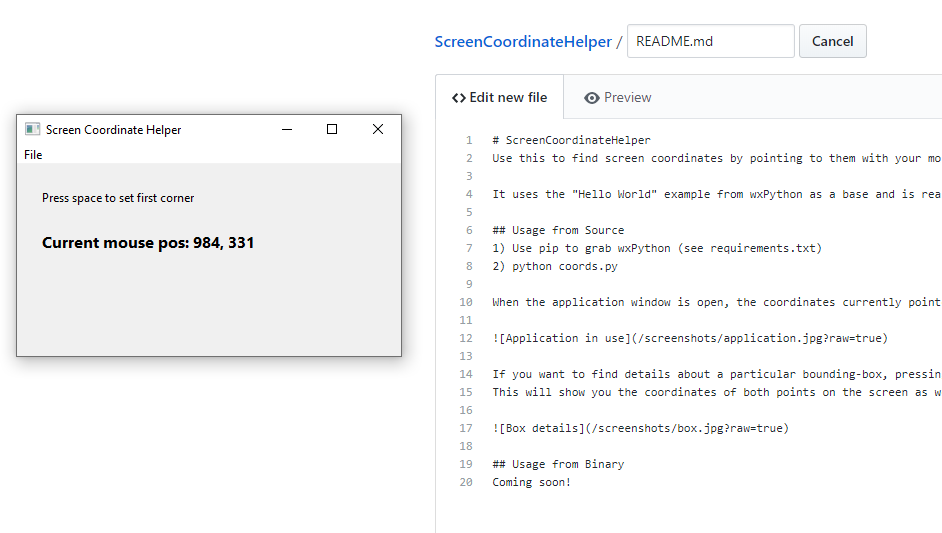 Screen Coordinate Helper
File
Press space to set first corner
Current mouse pos: 984, 331
ScreenCoordinateHelper / README.md Cancel
<> Edit new file Preview
1 # ScreenCoordinateHelper
2 Use this to find screen coordinates by pointing to them with your mo
3
4 It uses the "Hello World" example from wxPython as a base and is rea
5
6 ## Usage from Source
7 1) Use pip to grab wxPython (see requirements.txt)
8 2) python coords.py
9
10 When the application window is open, the coordinates currently point
11
12 ![Application in use](/screenshots/application.jpg?raw=true)
13
14 If you want to find details about a particular bounding-box, pressin
15 This will show you the coordinates of both points on the screen as w
16
17 ![Box details](/screenshots/box.jpg?raw=true)
18
19 ## Usage from Binary
20 Coming soon!